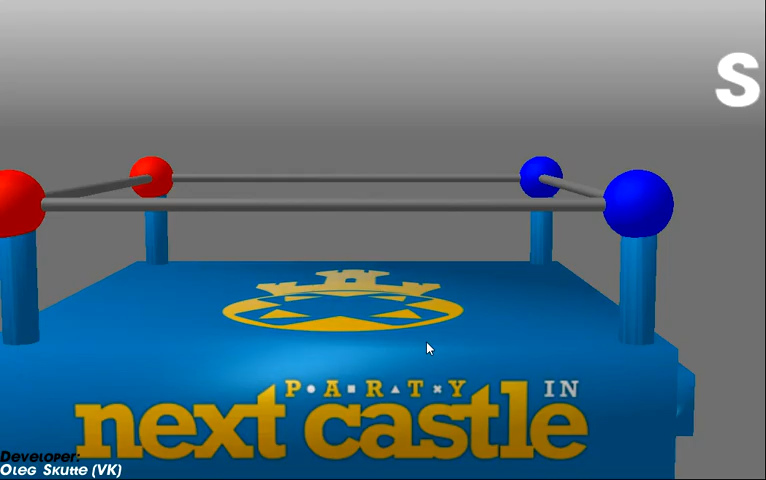 S
P•A▪R▲T×Y IN
next castle
Developer:
Oleg Skutte (VK)